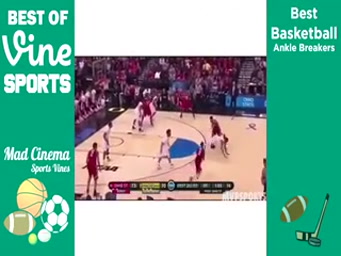 BEST OF
Vine
SPORTS
Mad Cinema
Sports Vines
Best
Basketball
Ankle Breakers